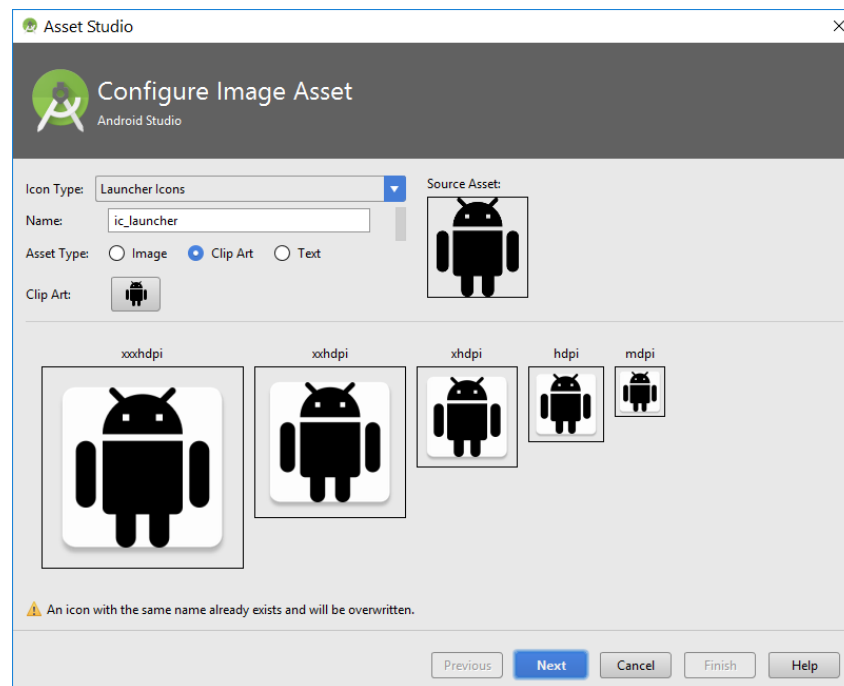 Asset Studio
Configure Image Asset
Android Studio
Icon Type: Launcher Icons
Source Asset:
Name: ic_launcher
Asset Type: Image Clip Art Text
Clip Art:
xxxhdpi xxhdpi xhdpi hdpi mdpi
An icon with the same name already exists and will be overwritten.
Previous Next Cancel Finish Help